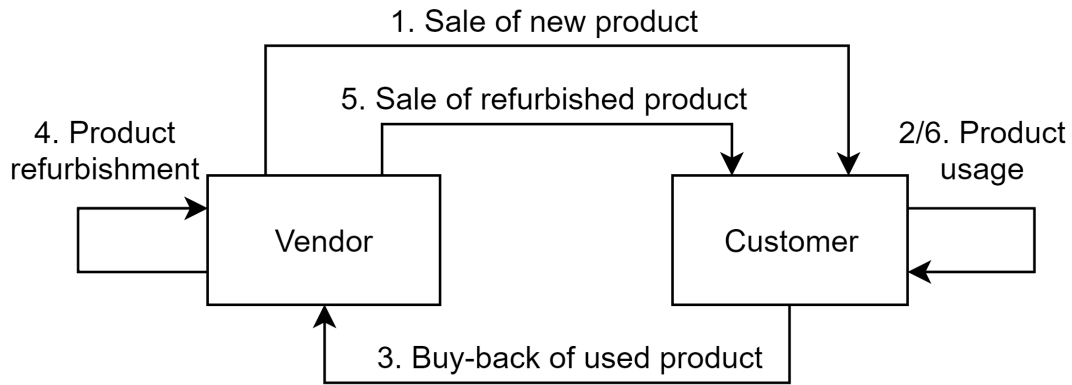 1. Sale of new product
5. Sale of refurbished product
4. Product
refurbishment
2/6. Product
usage
Vendor
Customer
3. Buy-back of used product